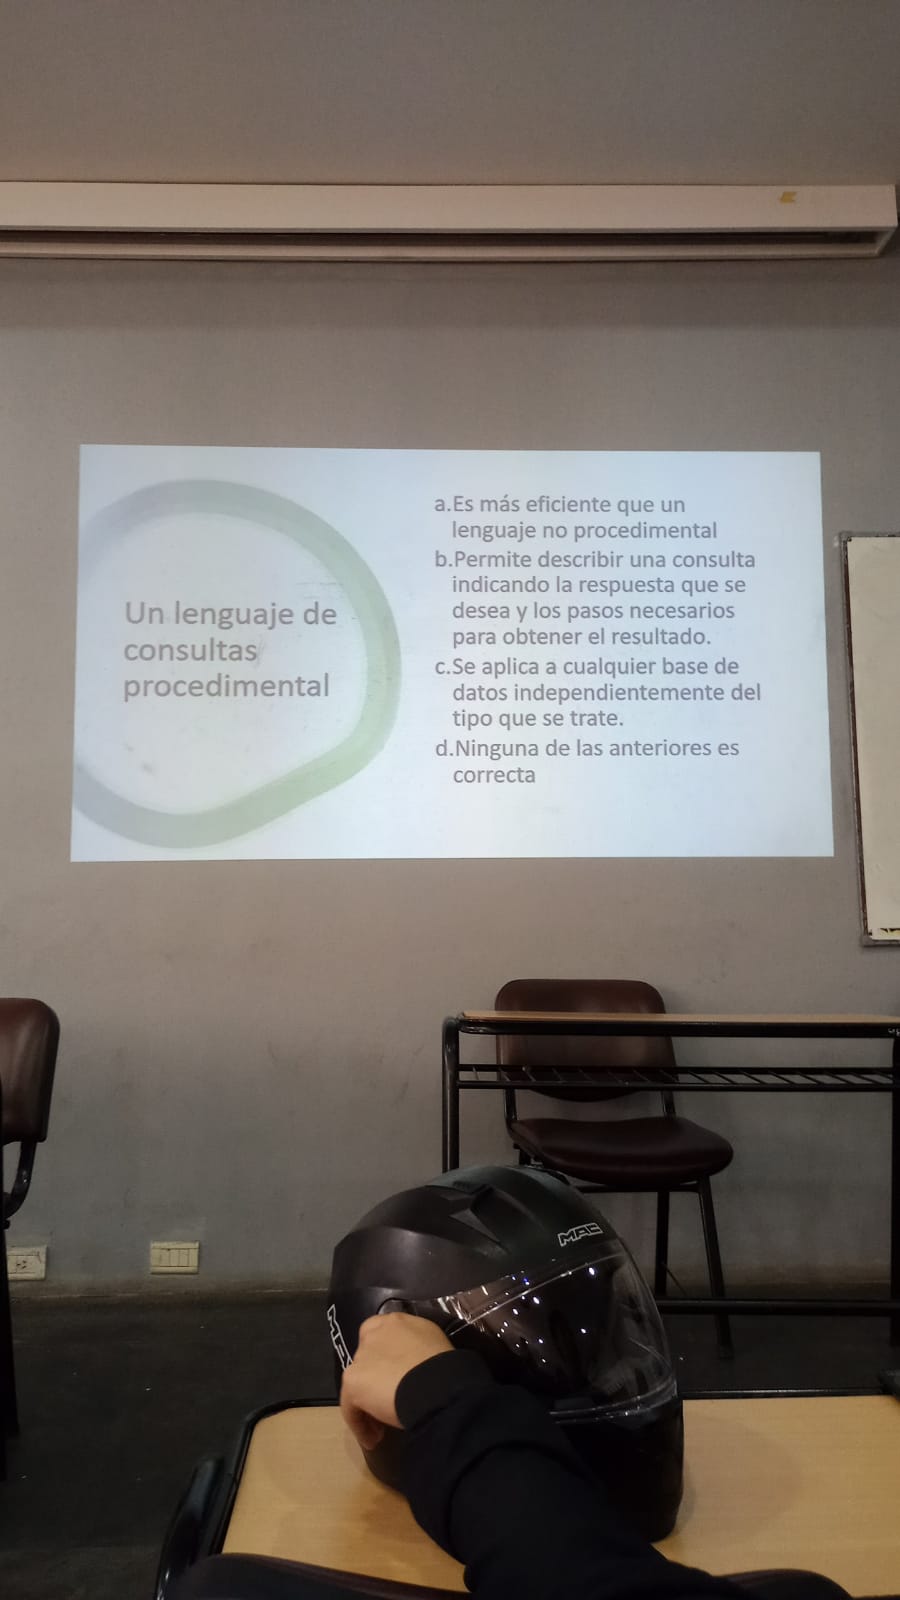 Un lenguaje de
consultas
procedimental
a.Es más eficiente que un
lenguaje no procedimental
b.Permite describir una consulta
indicando la respuesta que se
desea y los pasos necesarios
para obtener el resultado.
c.Se aplica a cualquier base de
datos independientemente del
tipo que se trate.
d.Ninguna de las anteriores es
correcta
MAC